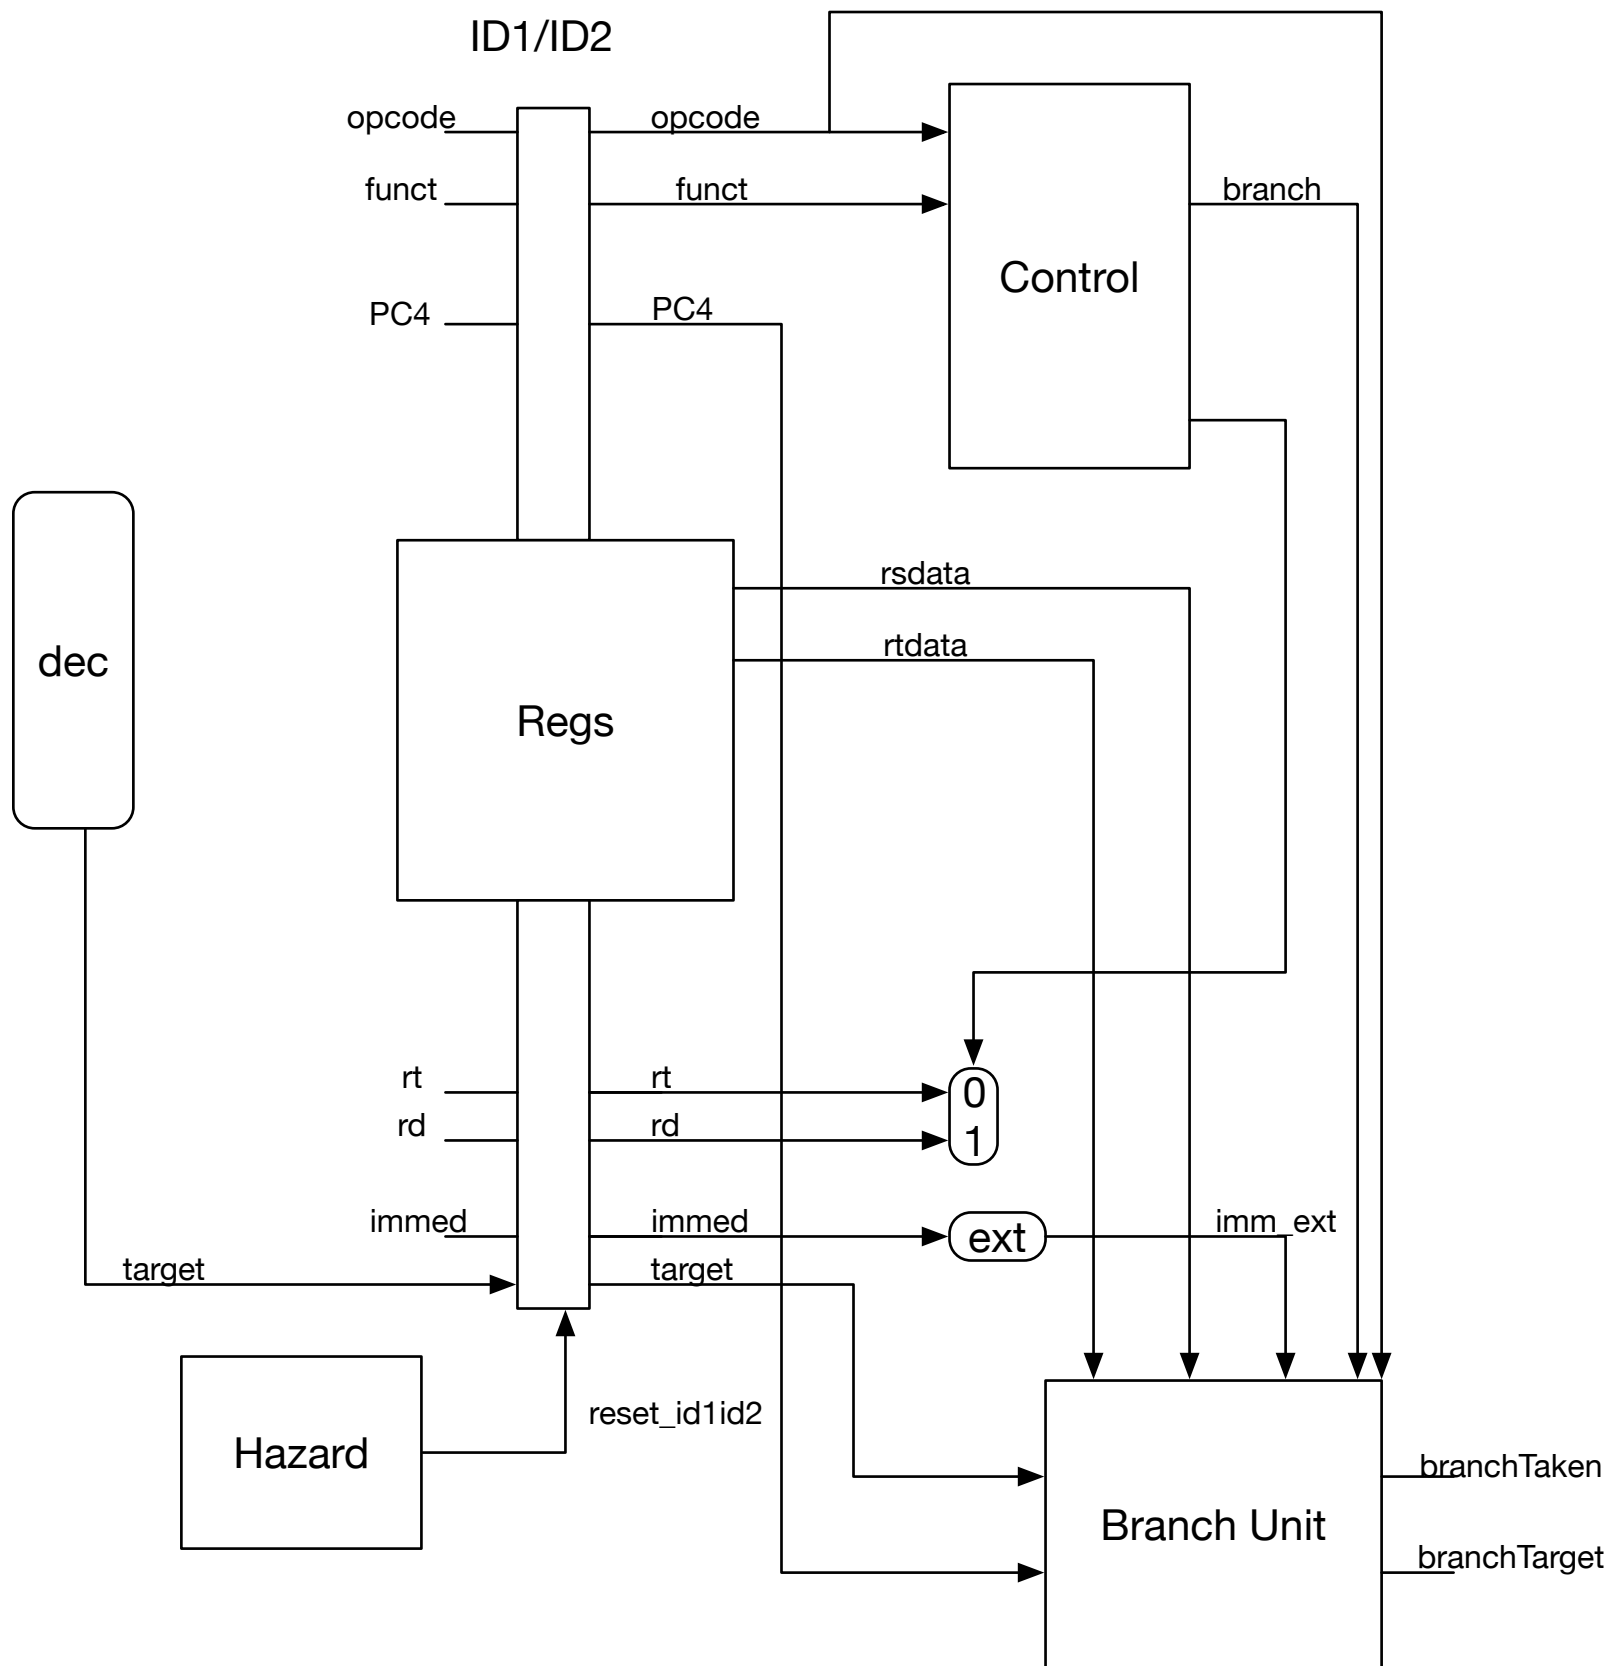 ID1/ID2
opcode
opcode
funct
funct
branch
Control
PC4
PC4
rsdata
rtdata
dec
Regs
rt
rt
0
rd
rd
1
immed
immed
ext
imm_ext
target
target
reset_id1id2
Hazard
branchTaken
Branch Unit
branchTarget